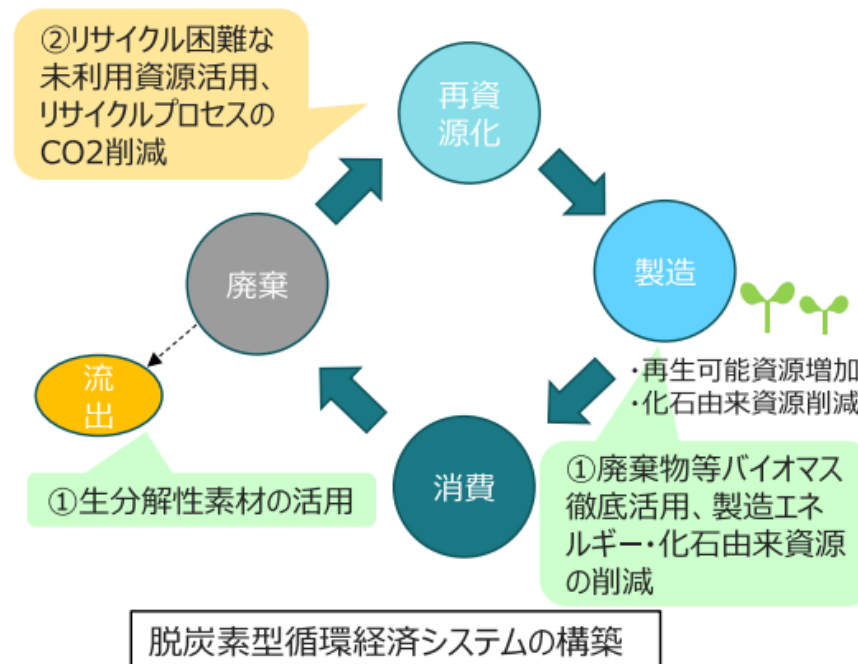 ②リサイクル困難な
未利用資源活用、
リサイクルプロセスの
CO2削減
再資
源化
製造
廃棄
・再生可能資源増加
・化石由来資源削減
流
出
消費
①生分解性素材の活用
①廃棄物等バイオマス
徹底活用、製造エネ
ルギー・化石由来資源
の削減
脱炭素型循環経済システムの構築